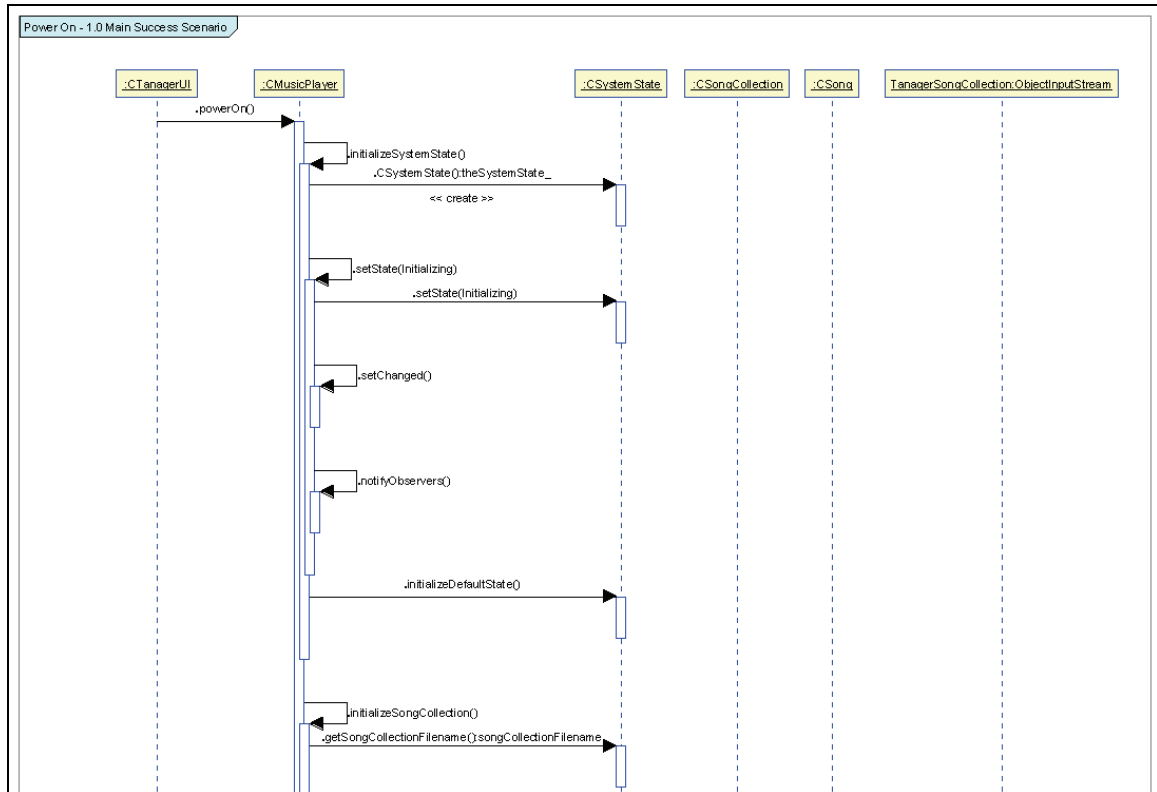 Power On - 1.0 Main Success Scenario
:CTanagerUI
:CMusicPlayer
:CSystemState
:CSongCollection
:CSong
TanagerSongCollection:ObjectInputStream
.powerOn()
.initializeSystemState()
.CSystemState():theSystemState_
<< create >>
.setState(Initializing)
.setState(Initializing)
.setChanged()
.notifyObservers()
.initializeDefaultState()
.initializeSongCollection()
.getSongCollectionFilename():songCollectionFilename